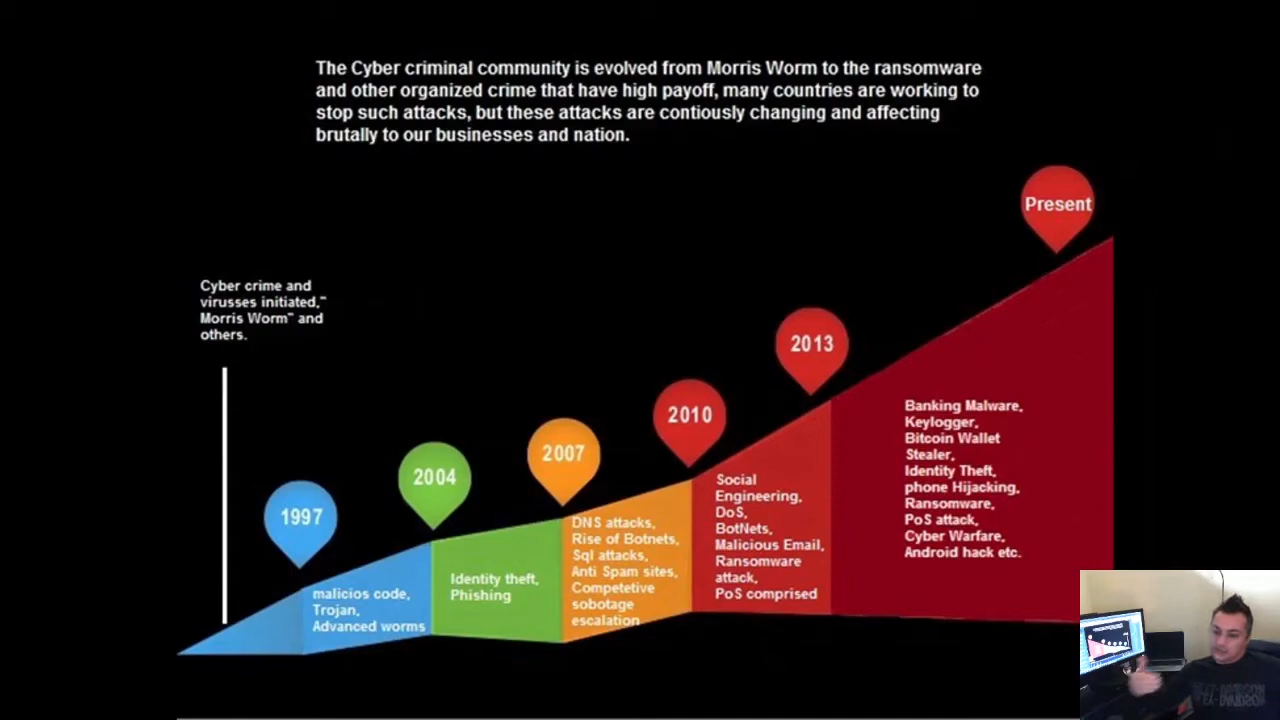 The Cyber criminal community is evolved from Morris Worm to the ransomware
and other organized crime that have high payoff, many countries are working to
stop such attacks, but these attacks are contiously changing and affecting
brutally to our businesses and nation.
Present
Cyber crime and
virusses initiated,"
Morris Worm" and
others.
2013
2010
2007
2004
1997
malicios code,
Trojan,
Advanced worms
Identity theft,
Phishing
DNS attacks,
Rise of Botnets,
Sql attacks,
Anti Spam sites,
Competetive
sobotage
escalation
Social
Engineering,
DoS,
BotNets,
Malicious Email,
Ransomware
attack,
PoS comprised
Banking Malware,
Keylogger,
Bitcoin Wallet
Stealer,
Identity Theft,
phone Hijacking,
Ransomware,
PoS attack,
Cyber Warfare,
Android hack etc.